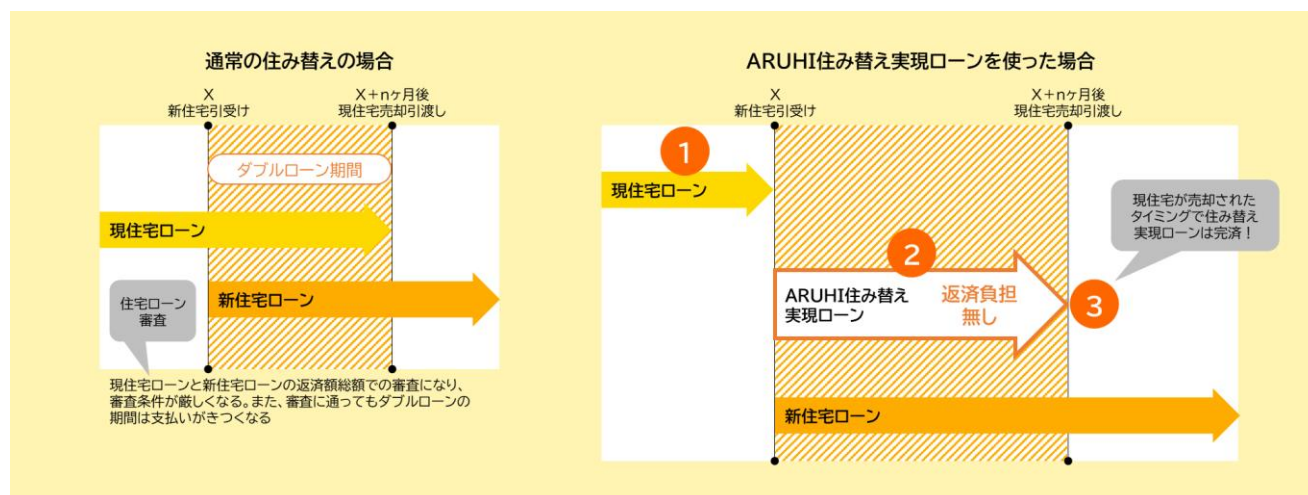 通常の住み替えの場合
X
新住宅引受け
X+nヶ月後
現住宅売却引渡し
ダブルローン期間
現住宅ローン
新住宅ローン
住宅ローン
審査
現住宅ローンと新住宅ローンの返済額総額での審査になり、
審査条件が厳しくなる。また、審査に通ってもダブルローンの
期間は支払いがきつくなる
ARUHI住み替え実現ローンを使った場合
X
新住宅引受け
X+nヶ月後
現住宅売却引渡し
1
現住宅ローン
2
ARUHI住み替え
実現ローン
返済負担
無し
3
現住宅が売却された
タイミングで住み替え
実現ローンは完済!
新住宅ローン